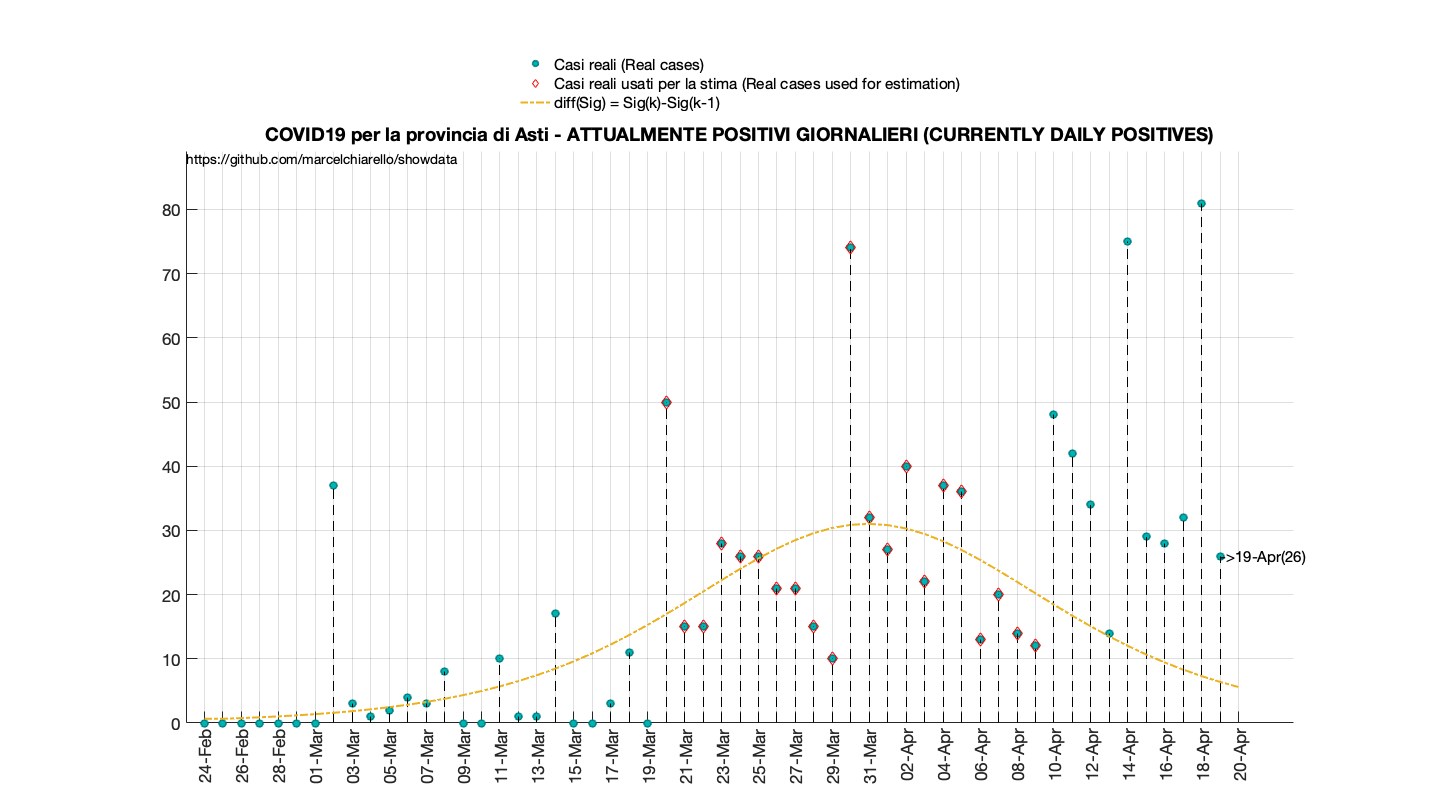 Casi reali (Real cases)
Casi reali usati per la stima (Real cases used for estimation)
diff(Sig) = Sig(k)-Sig(k-1)
COVID19 per la provincia di Asti - ATTUALMENTE POSITIVI GIORNALIERI (CURRENTLY DAILY POSITIVES)
https://github.com/marcelchiarello/showdata
80
70
60
50
40
30
20
10
0
->19-Apr(26)
24-Feb
26-Feb
28-Feb
01-Mar
03-Mar
05-Mar
07-Mar
09-Mar
11-Mar
13-Mar
15-Mar
17-Mar
19-Mar
21-Mar
23-Mar
25-Mar
27-Mar
29-Mar
31-Mar
02-Apr
04-Apr
06-Apr
08-Apr
10-Apr
12-Apr
14-Apr
16-Apr
18-Apr
20-Apr